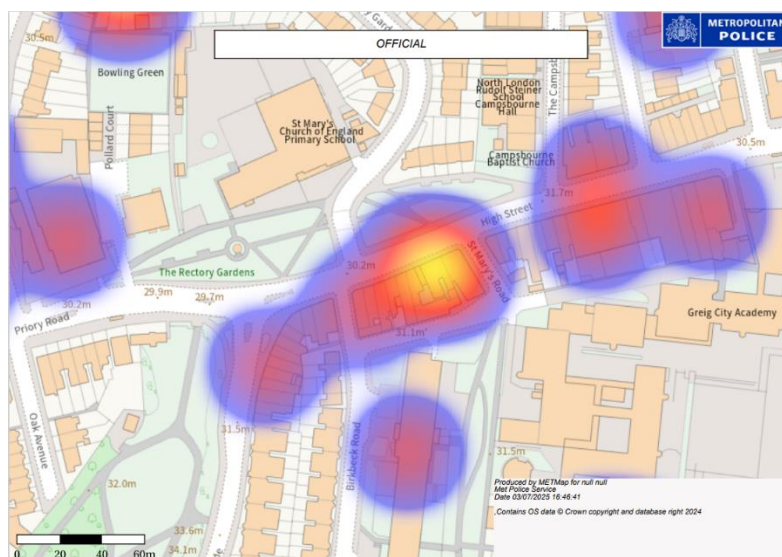 OFFICIAL
METROPOLITAN
POLICE
30.5m
Bowling Green
Pollard Court
St Mary's
Church of England
Primary School
North London
Rudolf Steiner
School
Campsbourne
Hall
The Campsbo
Campsbourne
Baptist Church
30.5m
31.7m
High Street
St Mary's Road
30.2m
The Rectory Gardens
29.9m
29.7m
30.2m
Priory Road
31.1m
Greig City Academy
Oak Avenue
31.5m
Birkbeck Road
31.5m
32.0m
33.6m
34.1m
0 20 40 60m
Produced by METMap for null null
Met Police Service
Date 03/07/2025 16:46:41
,Contains OS data © Crown copyright and database right 2024